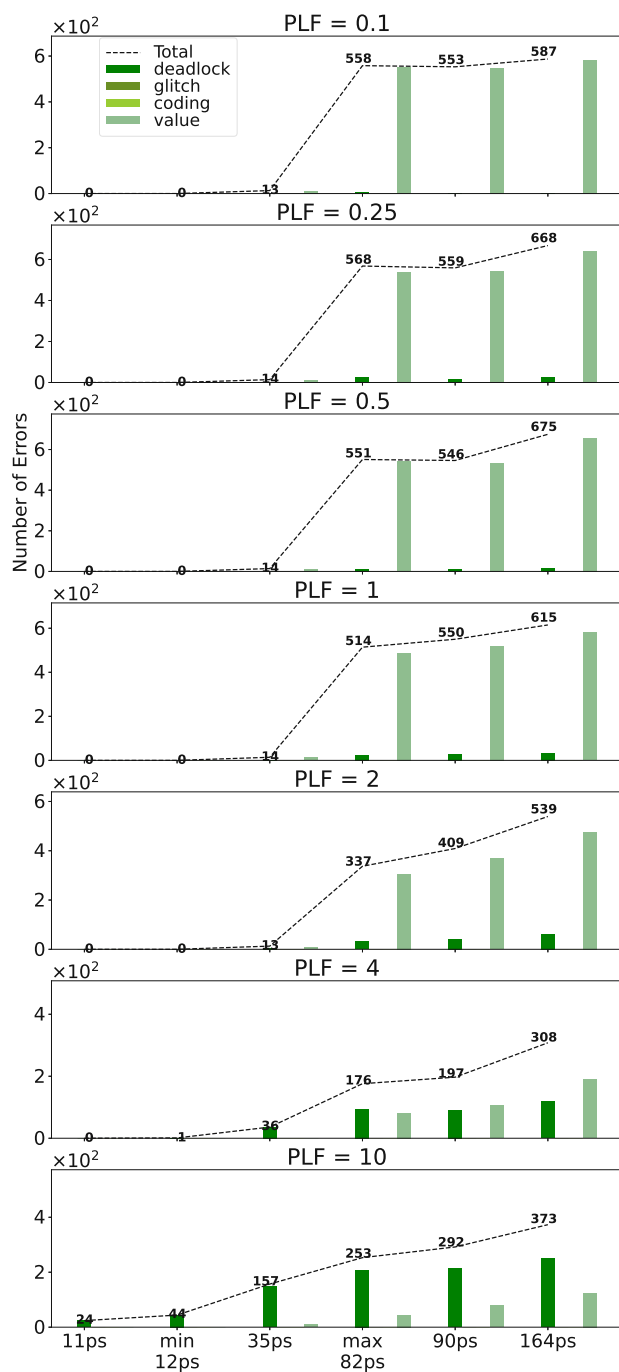 PLF = 0.1
×10²
Total
deadlock
glitch
coding
value
6
4
2
0
0 0 13 558 553 587
PLF = 0.25
×10²
6
4
2
0
0 0 14 568 559 668
PLF = 0.5
×10²
6
4
2
0
0 0 14 551 546 675
Number of Errors
PLF = 1
×10²
6
4
2
0
0 0 14 514 550 615
PLF = 2
×10²
6
4
2
0
0 0 13 337 409 539
PLF = 4
×10²
4
2
0
0 1 36 176 197 308
PLF = 10
×10²
4
2
0
24 44 157 253 292 373
11ps min 35ps max 90ps 164ps
12ps 82ps